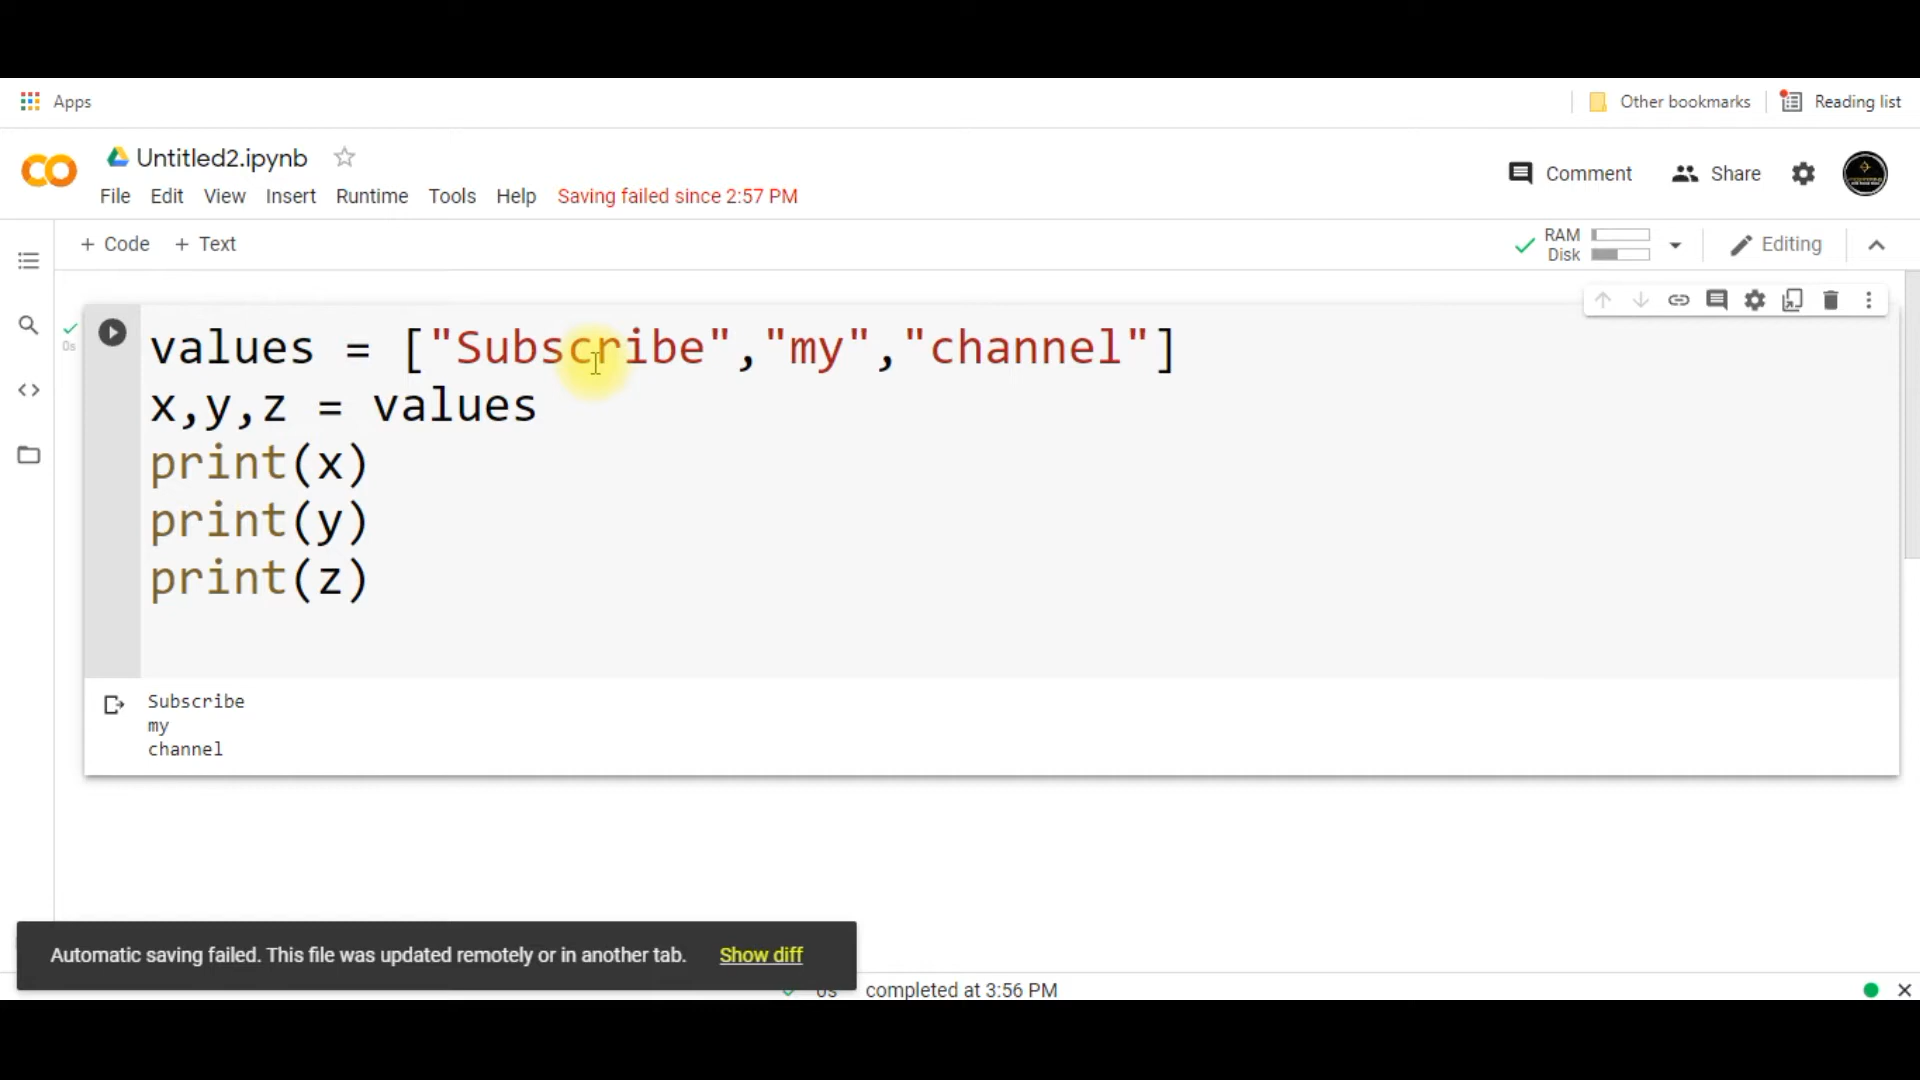 Apps
Other bookmarks
Reading list
Untitled2.ipynb
File Edit View Insert Runtime Tools Help Saving failed since 2:57 PM
Comment
Share
+ Code + Text
RAM
Disk
Editing
0s
values = ["Subscribe","my","channel"]
x,y,z = values
print(x)
print(y)
print(z)
Subscribe
my
channel
Automatic saving failed. This file was updated remotely or in another tab. Show diff
0s completed at 3:56 PM